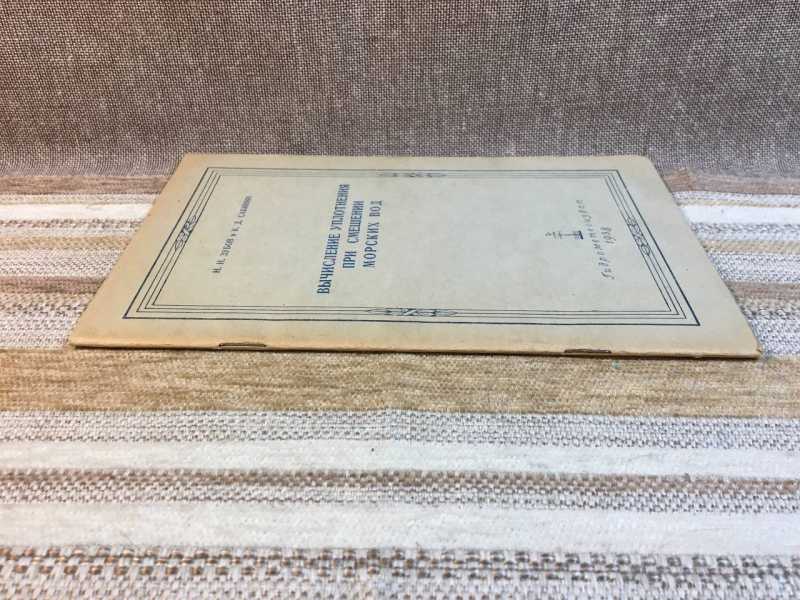 Н. Н. ЗУБОВ и К. Д. САБИНИН
ВЫЧИСЛЕНИЕ УПЛОТНЕНИЯ
ПРИ СМЕШЕНИИ
МОРСКИХ ВОД
Гидрометеоиздат
1958